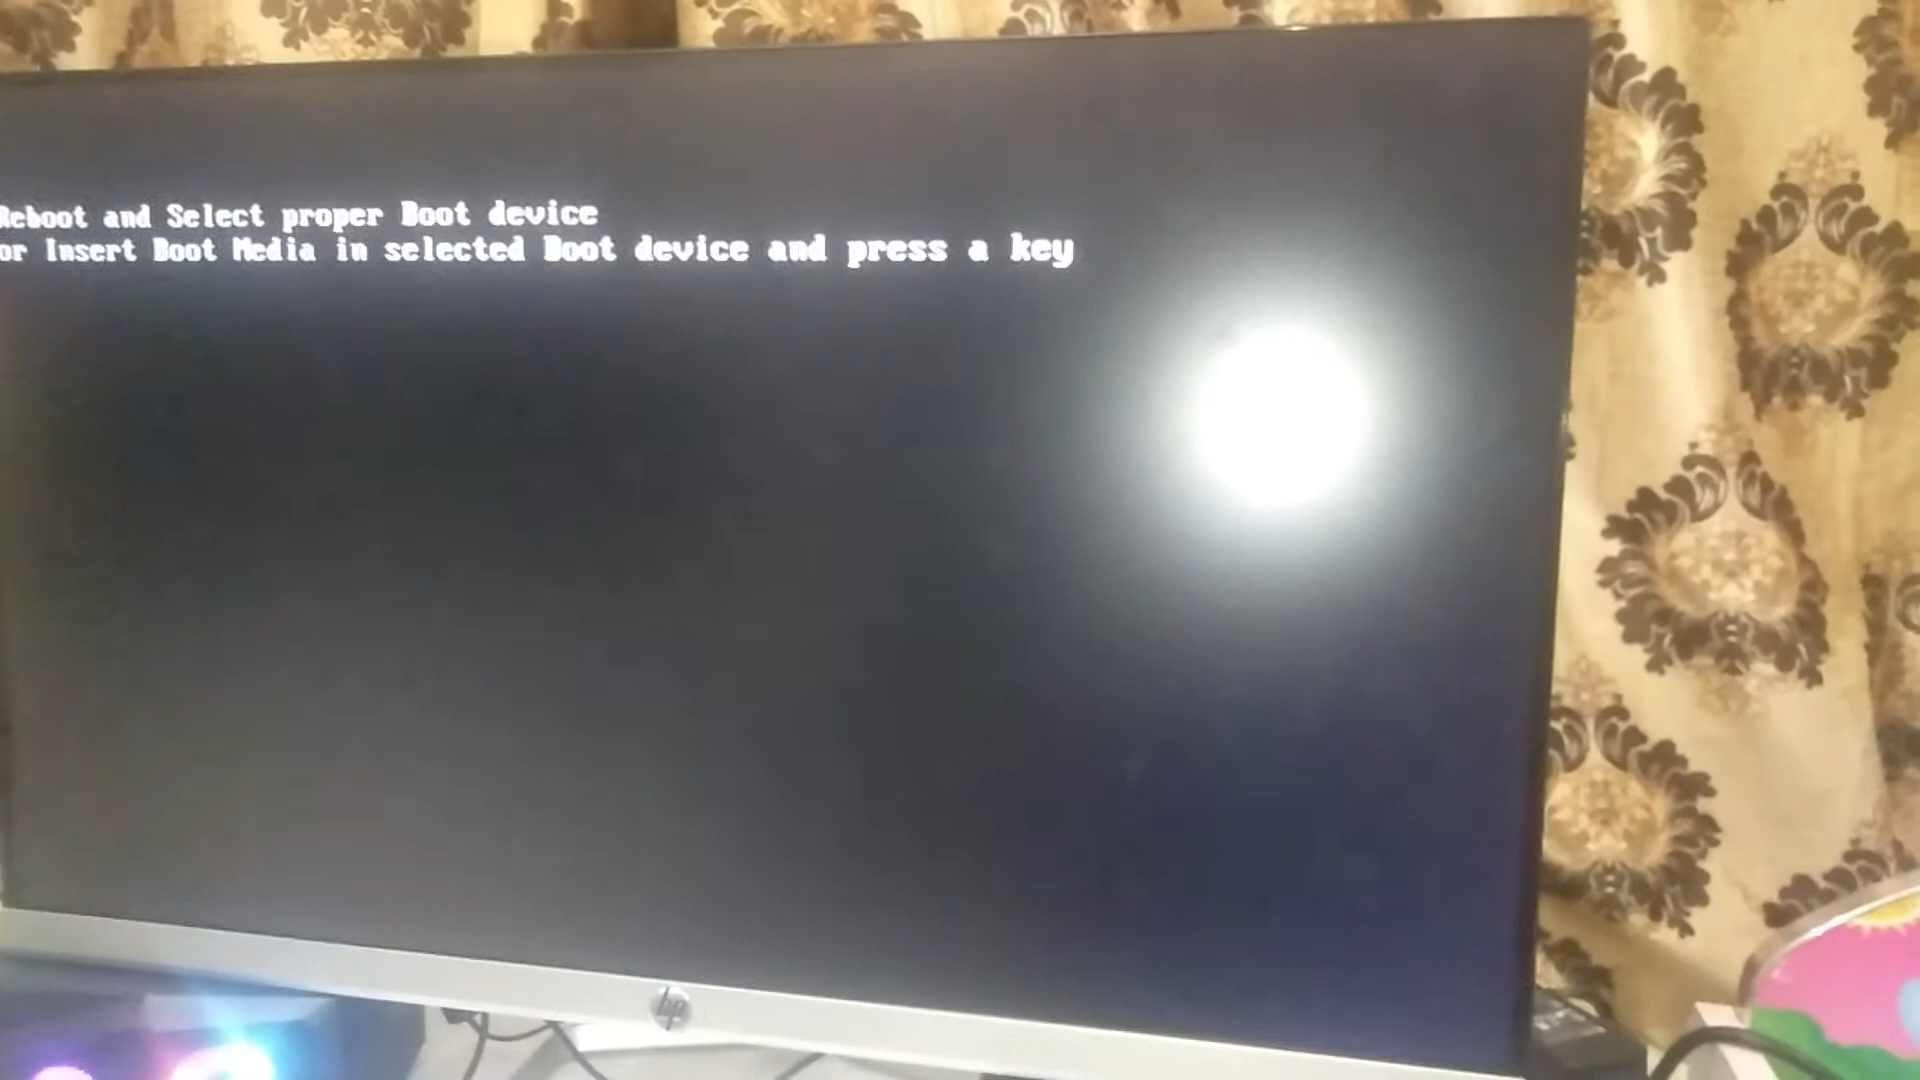 Reboot and Select proper Boot device
or Insert Boot Media in selected Boot device and press a key
hp